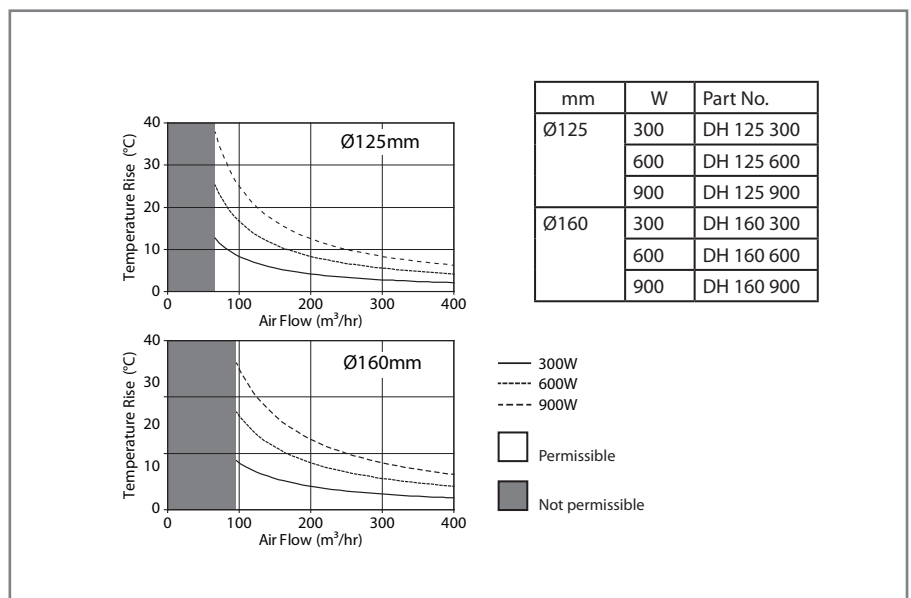 Ø125mm
Temperature Rise (°C)
40
30
20
10
0
0 100 200 300 400
Air Flow (m³/hr)
Ø160mm
Temperature Rise (°C)
40
30
20
10
0
0 100 200 300 400
Air Flow (m³/hr)
mm W Part No.
Ø125 300 DH 125 300
600 DH 125 600
900 DH 125 900
Ø160 300 DH 160 300
600 DH 160 600
900 DH 160 900
300W
600W
900W
Permissible
Not permissible